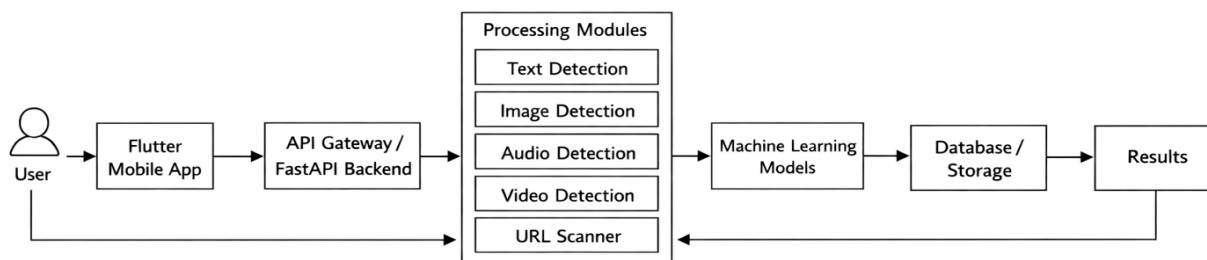 User
Flutter
Mobile App
API Gateway /
FastAPI Backend
Processing Modules
Text Detection
Image Detection
Audio Detection
Video Detection
URL Scanner
Machine Learning
Models
Database /
Storage
Results